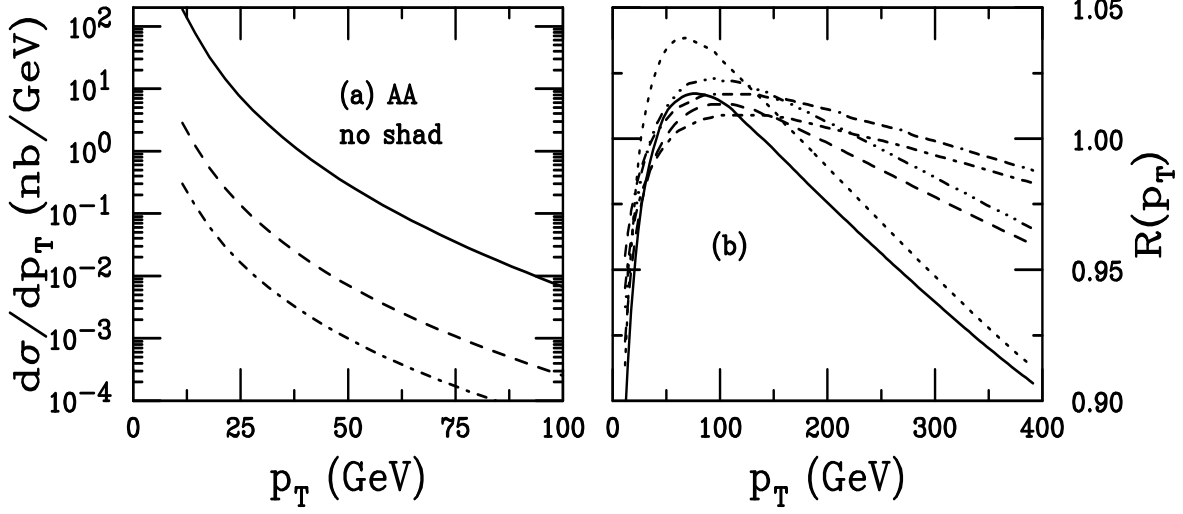 dσ/dp_T (nb/GeV)
10^2
10^1
10^0
10^-1
10^-2
10^-3
10^-4
(a) AA
no shad
0 25 50 75 100
p_T (GeV)
(b)
0 100 200 300 400
p_T (GeV)
1.05
1.00
0.95
0.90
R(p_T)